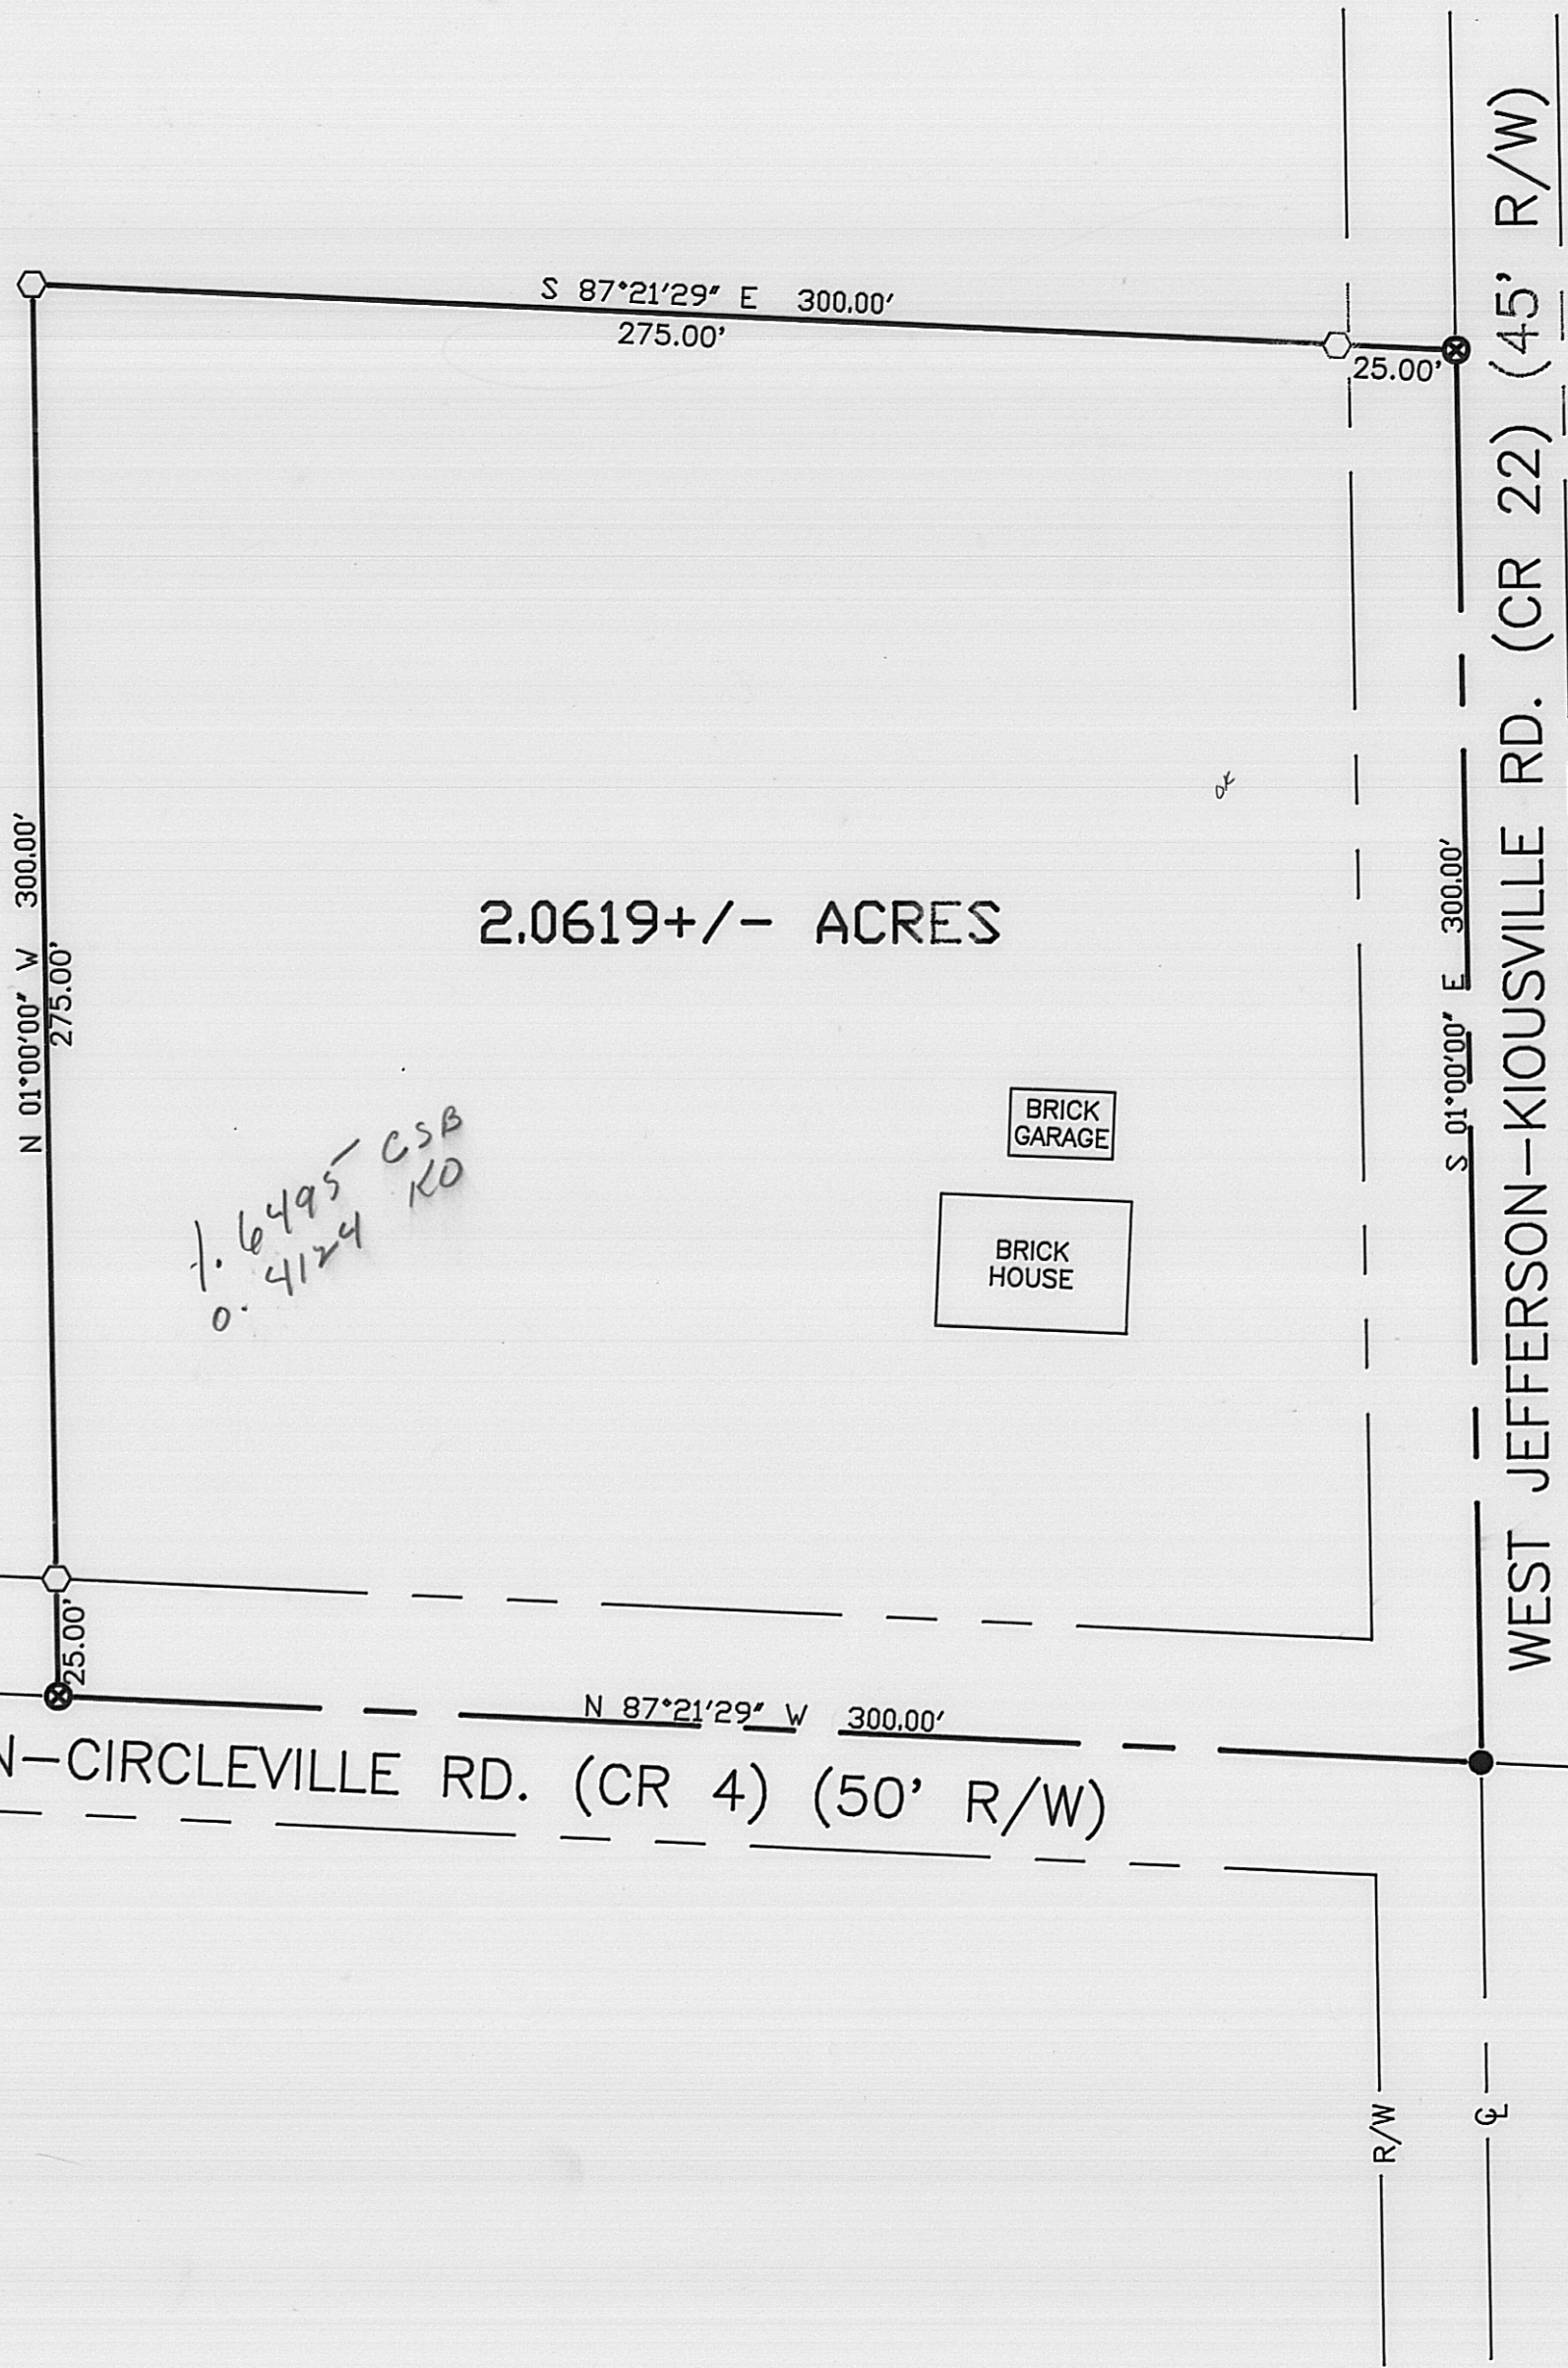 S 87°21'29" E 300.00'
275.00'
25.00'
WEST JEFFERSON-KIOUSVILLE RD. (CR 22) (45' R/W)
N 01°00'00" W 300.00'
275.00'
2.0619+/- ACRES
ok
S 01°00'00" E 300.00'
BRICK
GARAGE
1.6495 CSB
0.4124 KO
BRICK
HOUSE
25.00'
N 87°21'29" W 300.00'
N-CIRCLEVILLE RD. (CR 4) (50' R/W)
R/W
℄